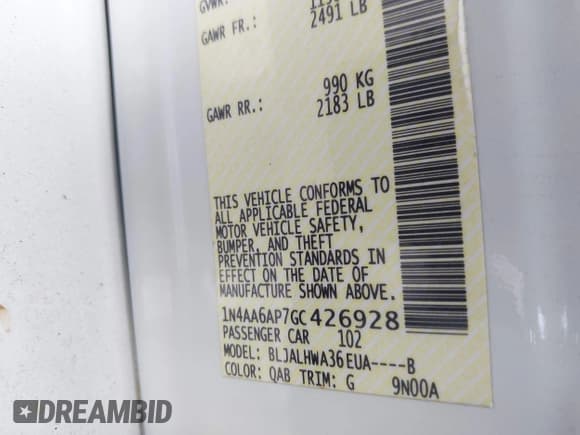 GVWR:
GAWR FR.: 2491 LB
990 KG
GAWR RR.: 2183 LB
THIS VEHICLE CONFORMS TO
ALL APPLICABLE FEDERAL
MOTOR VEHICLE SAFETY,
BUMPER, AND THEFT
PREVENTION STANDARDS IN
EFFECT ON THE DATE OF
MANUFACTURE SHOWN ABOVE.
1N4AA6AP7GC426928
PASSENGER CAR 102
MODEL: BLJALHWA36EUA----B
COLOR: QAB TRIM: G 9N00A
DREAMBID